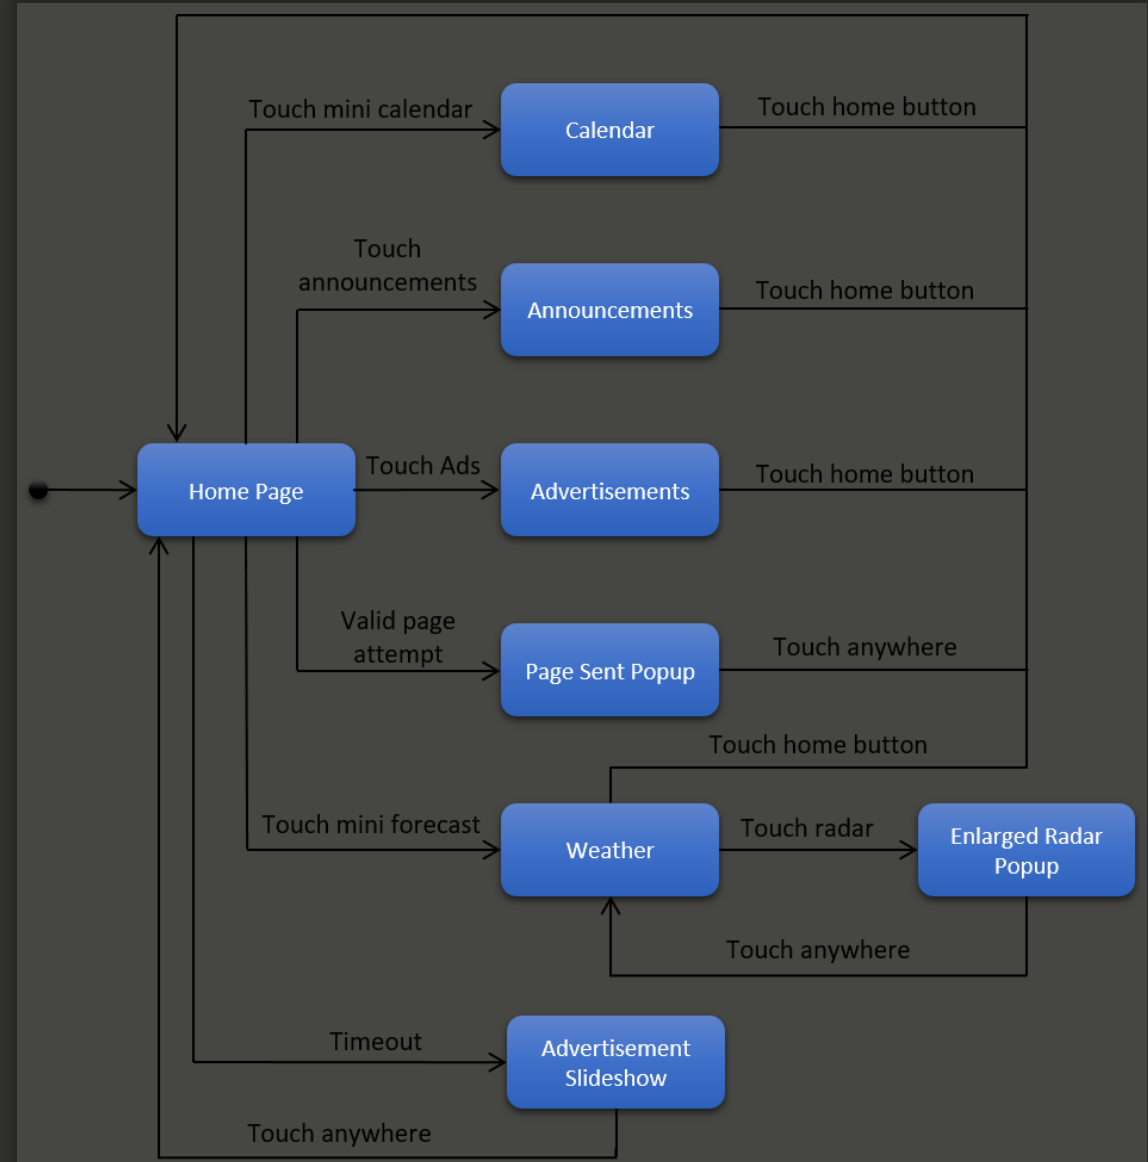 Touch mini calendar
Calendar
Touch home button
Touch
announcements
Announcements
Touch home button
Home Page
Touch Ads
Advertisements
Touch home button
Valid page
attempt
Page Sent Popup
Touch anywhere
Touch home button
Touch mini forecast
Weather
Touch radar
Enlarged Radar
Popup
Touch anywhere
Timeout
Advertisement
Slideshow
Touch anywhere